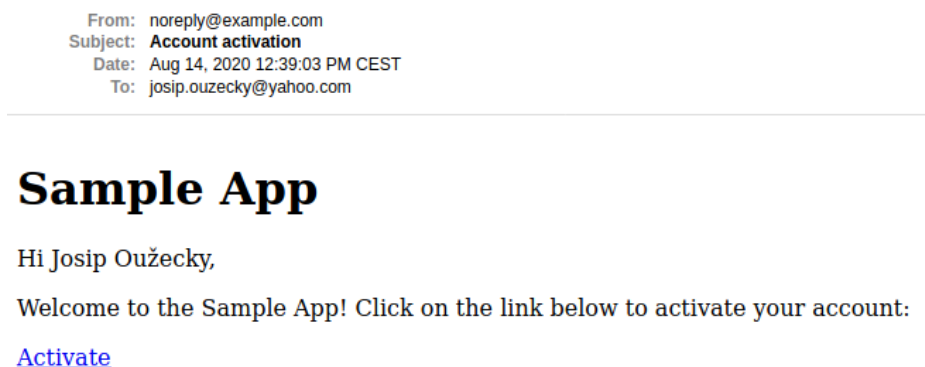 From: noreply@example.com
Subject: Account activation
Date: Aug 14, 2020 12:39:03 PM CEST
To: josip.ouzecky@yahoo.com
Sample App
Hi Josip Oužecky,
Welcome to the Sample App! Click on the link below to activate your account:
Activate